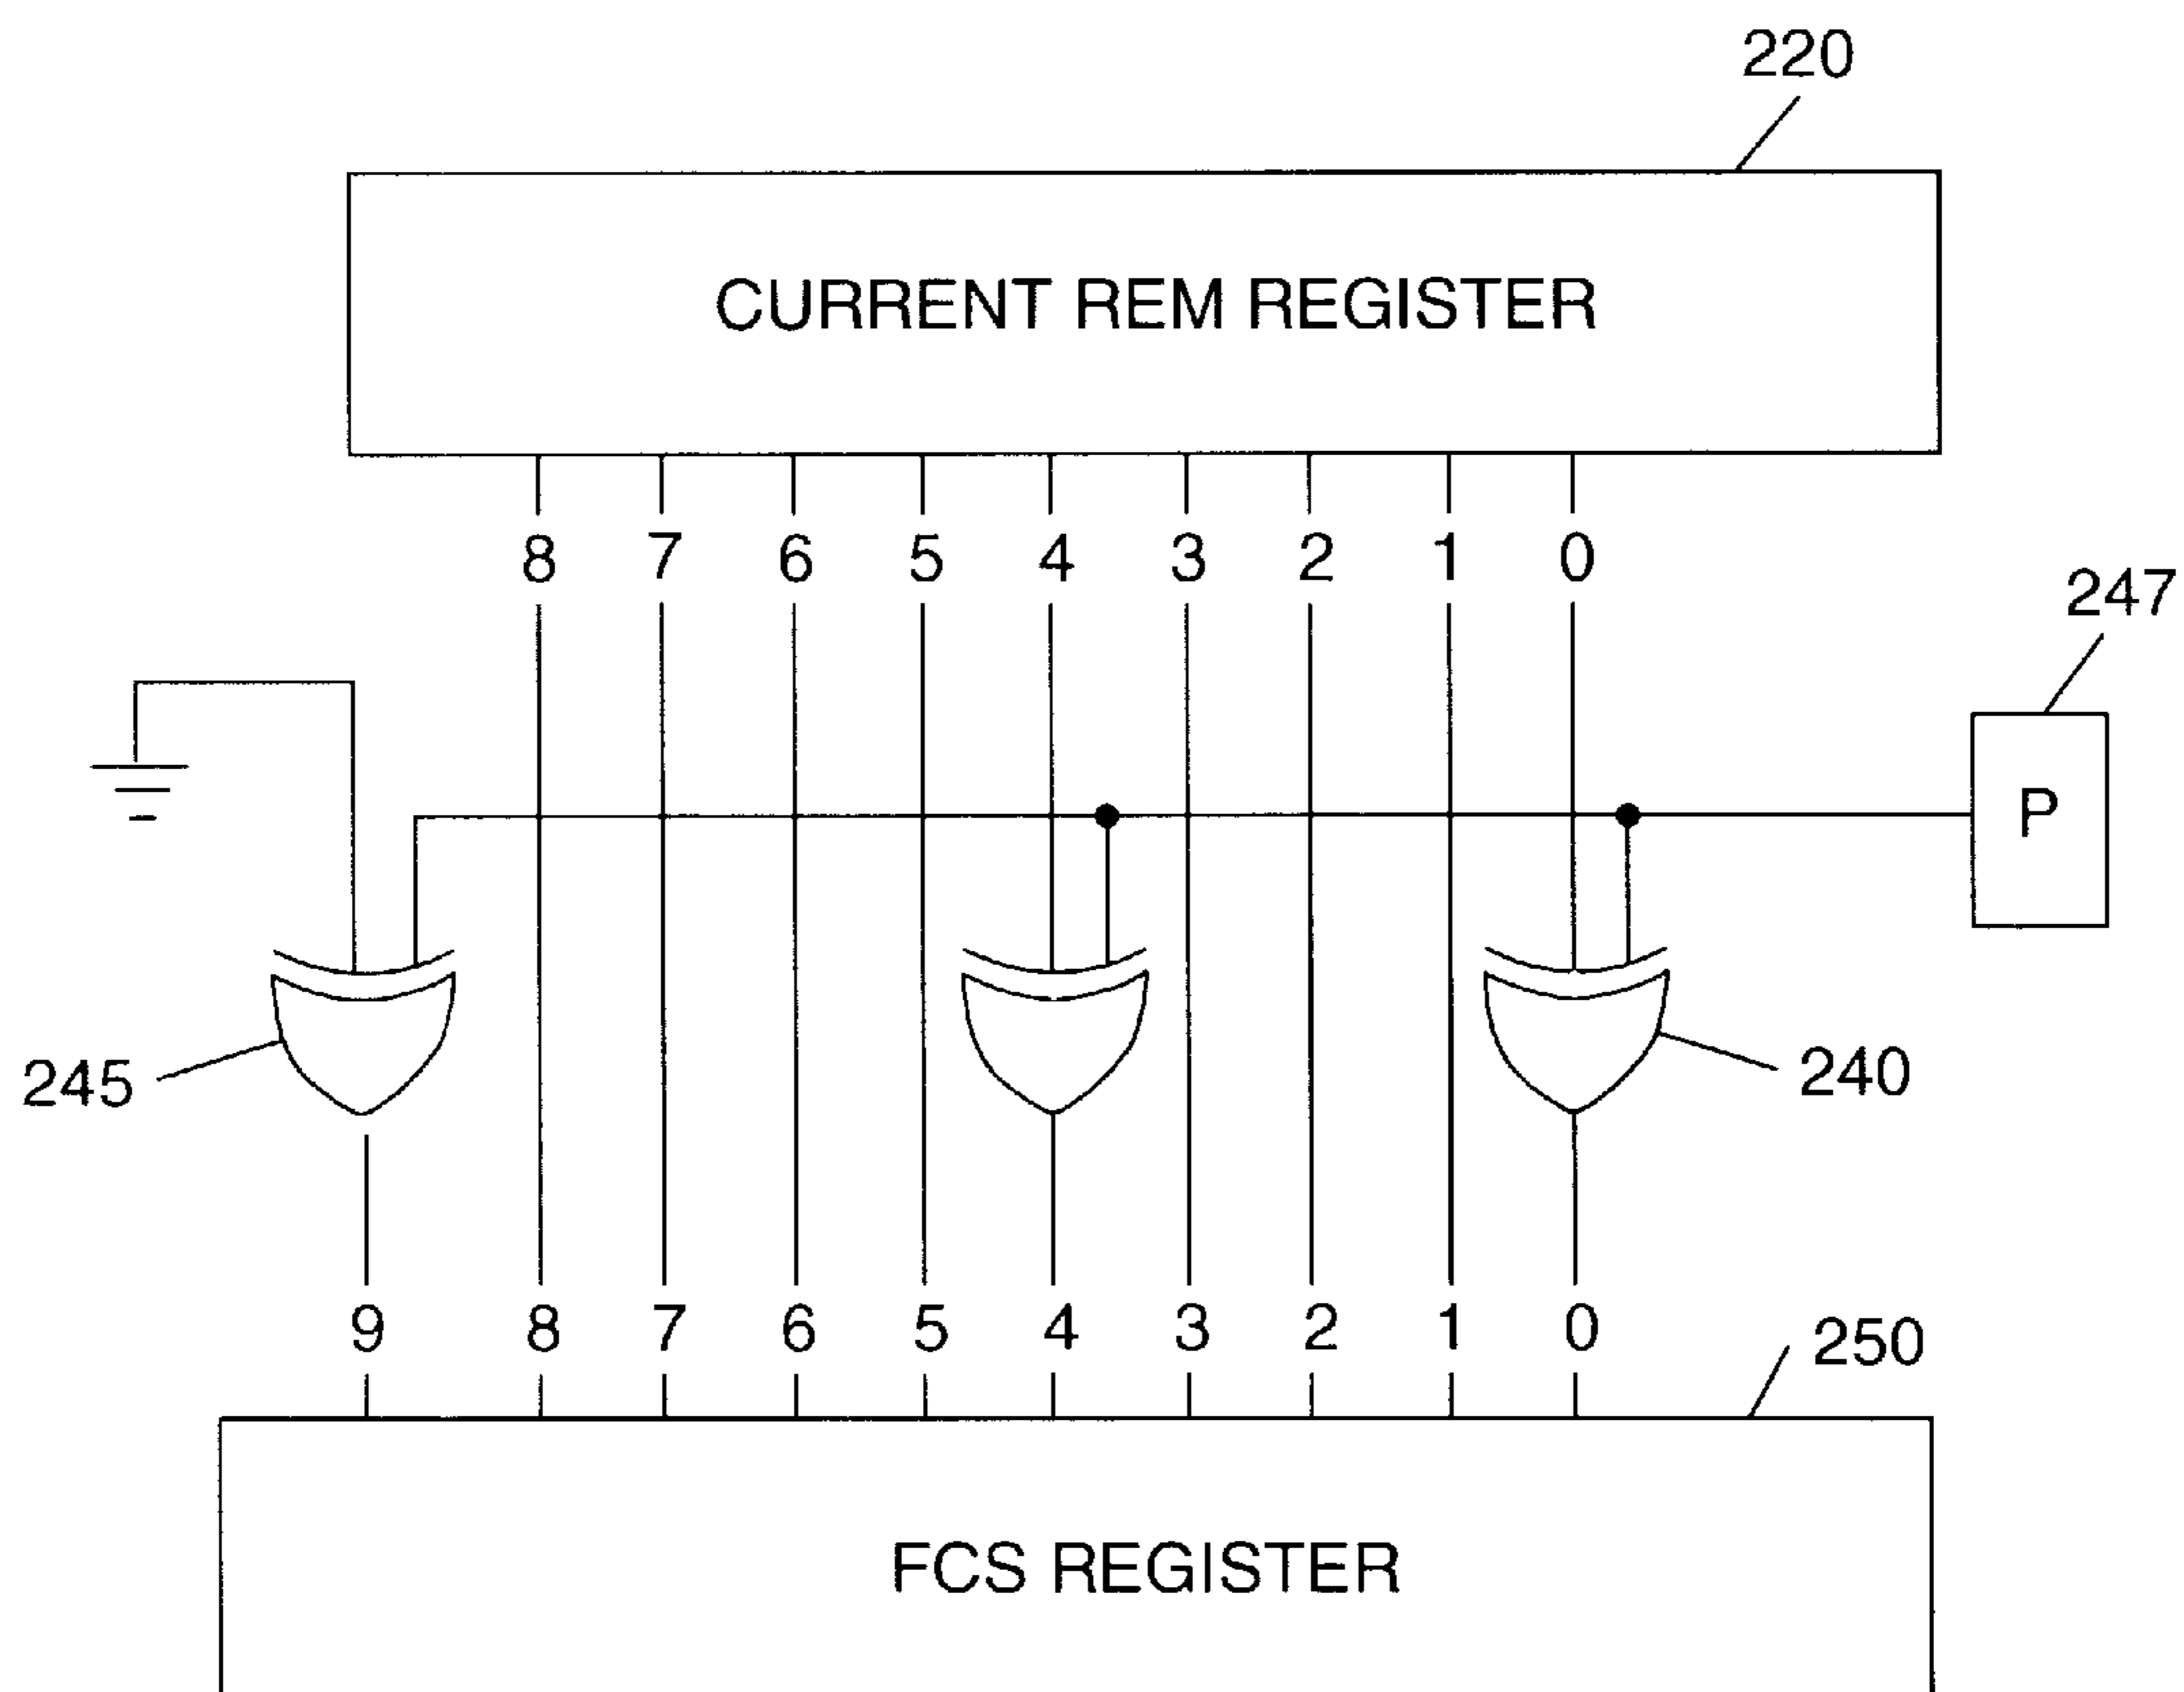 220
CURRENT REM REGISTER
8 7 6 5 4 3 2 1 0
247
P
245
240
9 8 7 6 5 4 3 2 1 0
250
FCS REGISTER